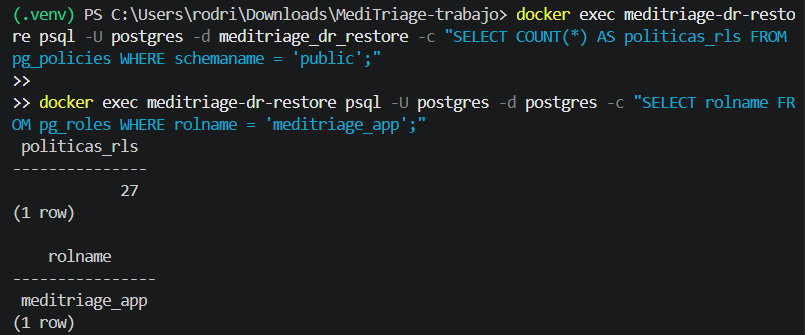 (.venv) PS C:\Users\rodri\Downloads\MediTriage-trabajo> docker exec meditriage-dr-resto
re psql -U postgres -d meditriage_dr_restore -c "SELECT COUNT(*) AS politicas_rls FROM
pg_policies WHERE schemaname = 'public';"
>>
>> docker exec meditriage-dr-restore psql -U postgres -d postgres -c "SELECT rolname FR
OM pg_roles WHERE rolname = 'meditriage_app';"
 politicas_rls
---------------
            27
(1 row)

    rolname
----------------
 meditriage_app
(1 row)